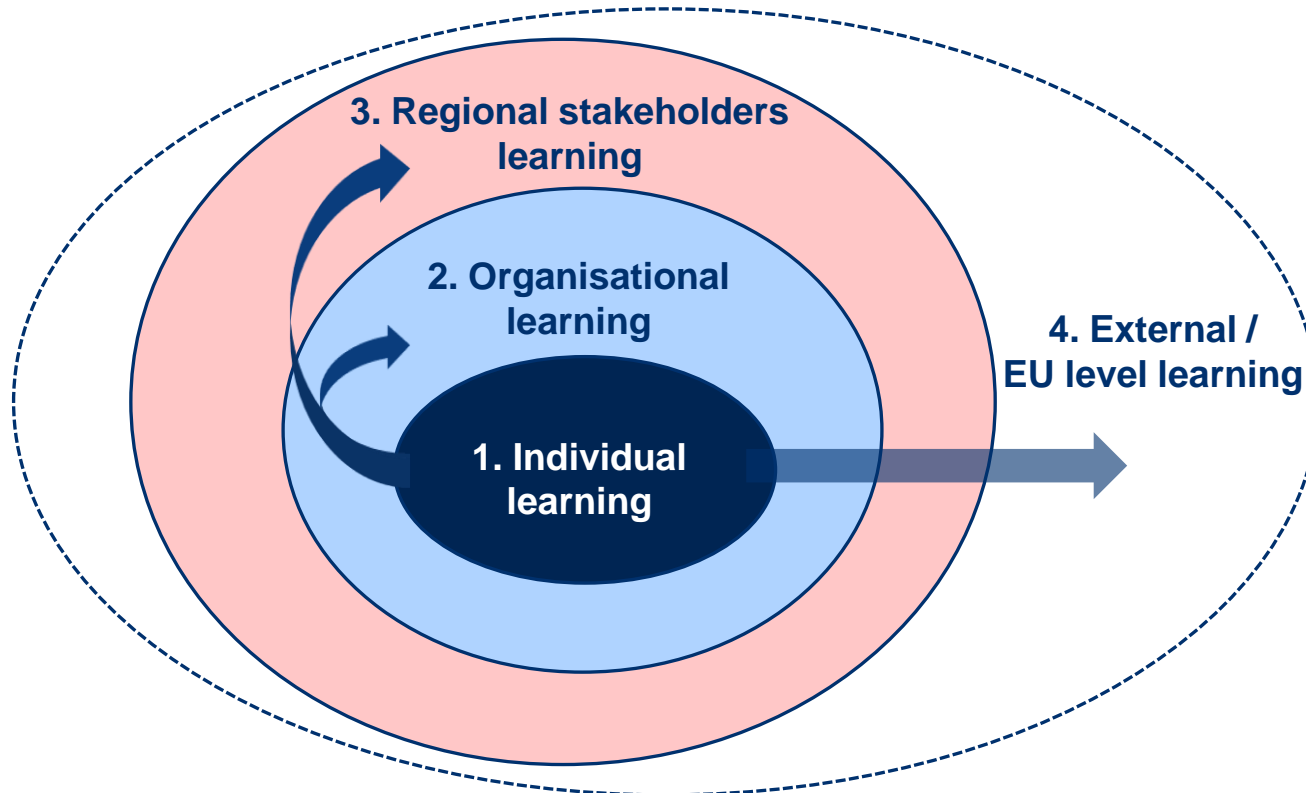 3. Regional stakeholders
learning
2. Organisational
learning
4. External /
EU level learning
1. Individual
learning